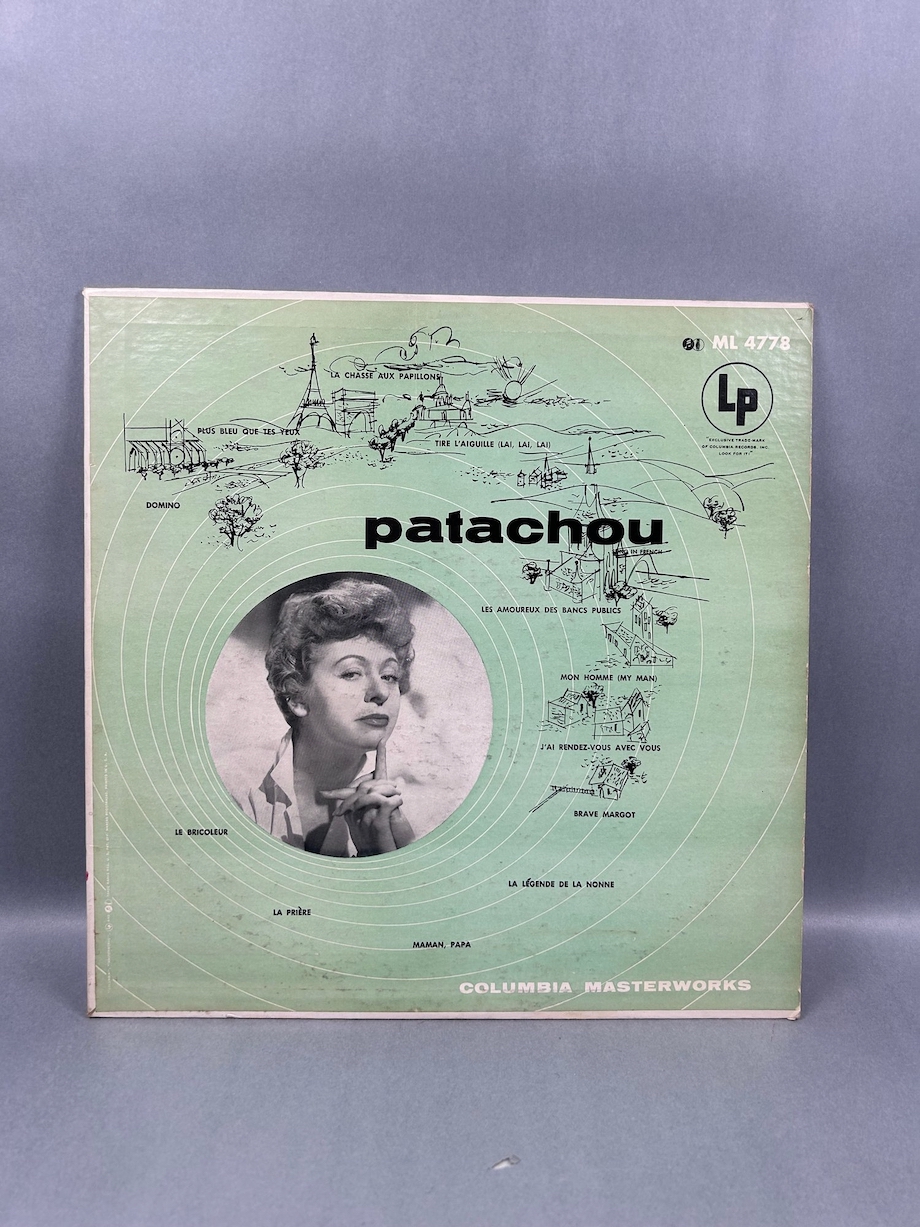 ML 4778
LP
EXCLUSIVE TRADE-MARK
OF COLUMBIA RECORDS, INC.
LOOK FOR IT!
LA CHASSE AUX PAPILLONS
PLUS BLEU QUE TES YEUX
TIRE L'AIGUILLE (LAI, LAI, LAI)
DOMINO
patachou
IN FRENCH
LES AMOUREUX DES BANCS PUBLICS
MON HOMME (MY MAN)
J'AI RENDEZ-VOUS AVEC VOUS
BRAVE MARGOT
LE BRICOLEUR
LA LÉGENDE DE LA NONNE
LA PRIÈRE
MAMAN, PAPA
COLUMBIA MASTERWORKS